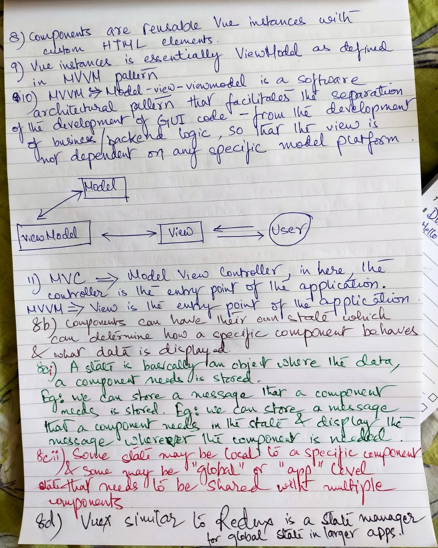 8) Components are reusable Vue instances with
custom HTML elements.
9) Vue instances is essentially ViewModel as defined
in MVVM pattern
10) MVVM ⇒ Model-view-viewmodel is a software
architectural pattern that facilitates the separation
of the development of GUI code - from the development
of business/backend logic, so that the view is
not dependent on any specific model platform.
Model
ViewModel
View
User
11) MVC ⇒ Model View Controller, in here, the
controller is the entry point of the application.
MVVM → View is the entry point of the application.
8b) Components can have their own state which
can determine how a specific component behaves
& what data is displayed
8ci) A state is basically an object where the data,
a component needs is stored.
Eg: we can store a message that a component
needs is stored. Eg: we can store a message
that a component needs in the state & display the
message wherever the component is needed.
8cii) Some state may be local to a specific component
& some may be "global" or "app" level
state that needs to be shared with multiple
components
8d) Vuex similar to Redux is a state manager
for global state in larger apps.